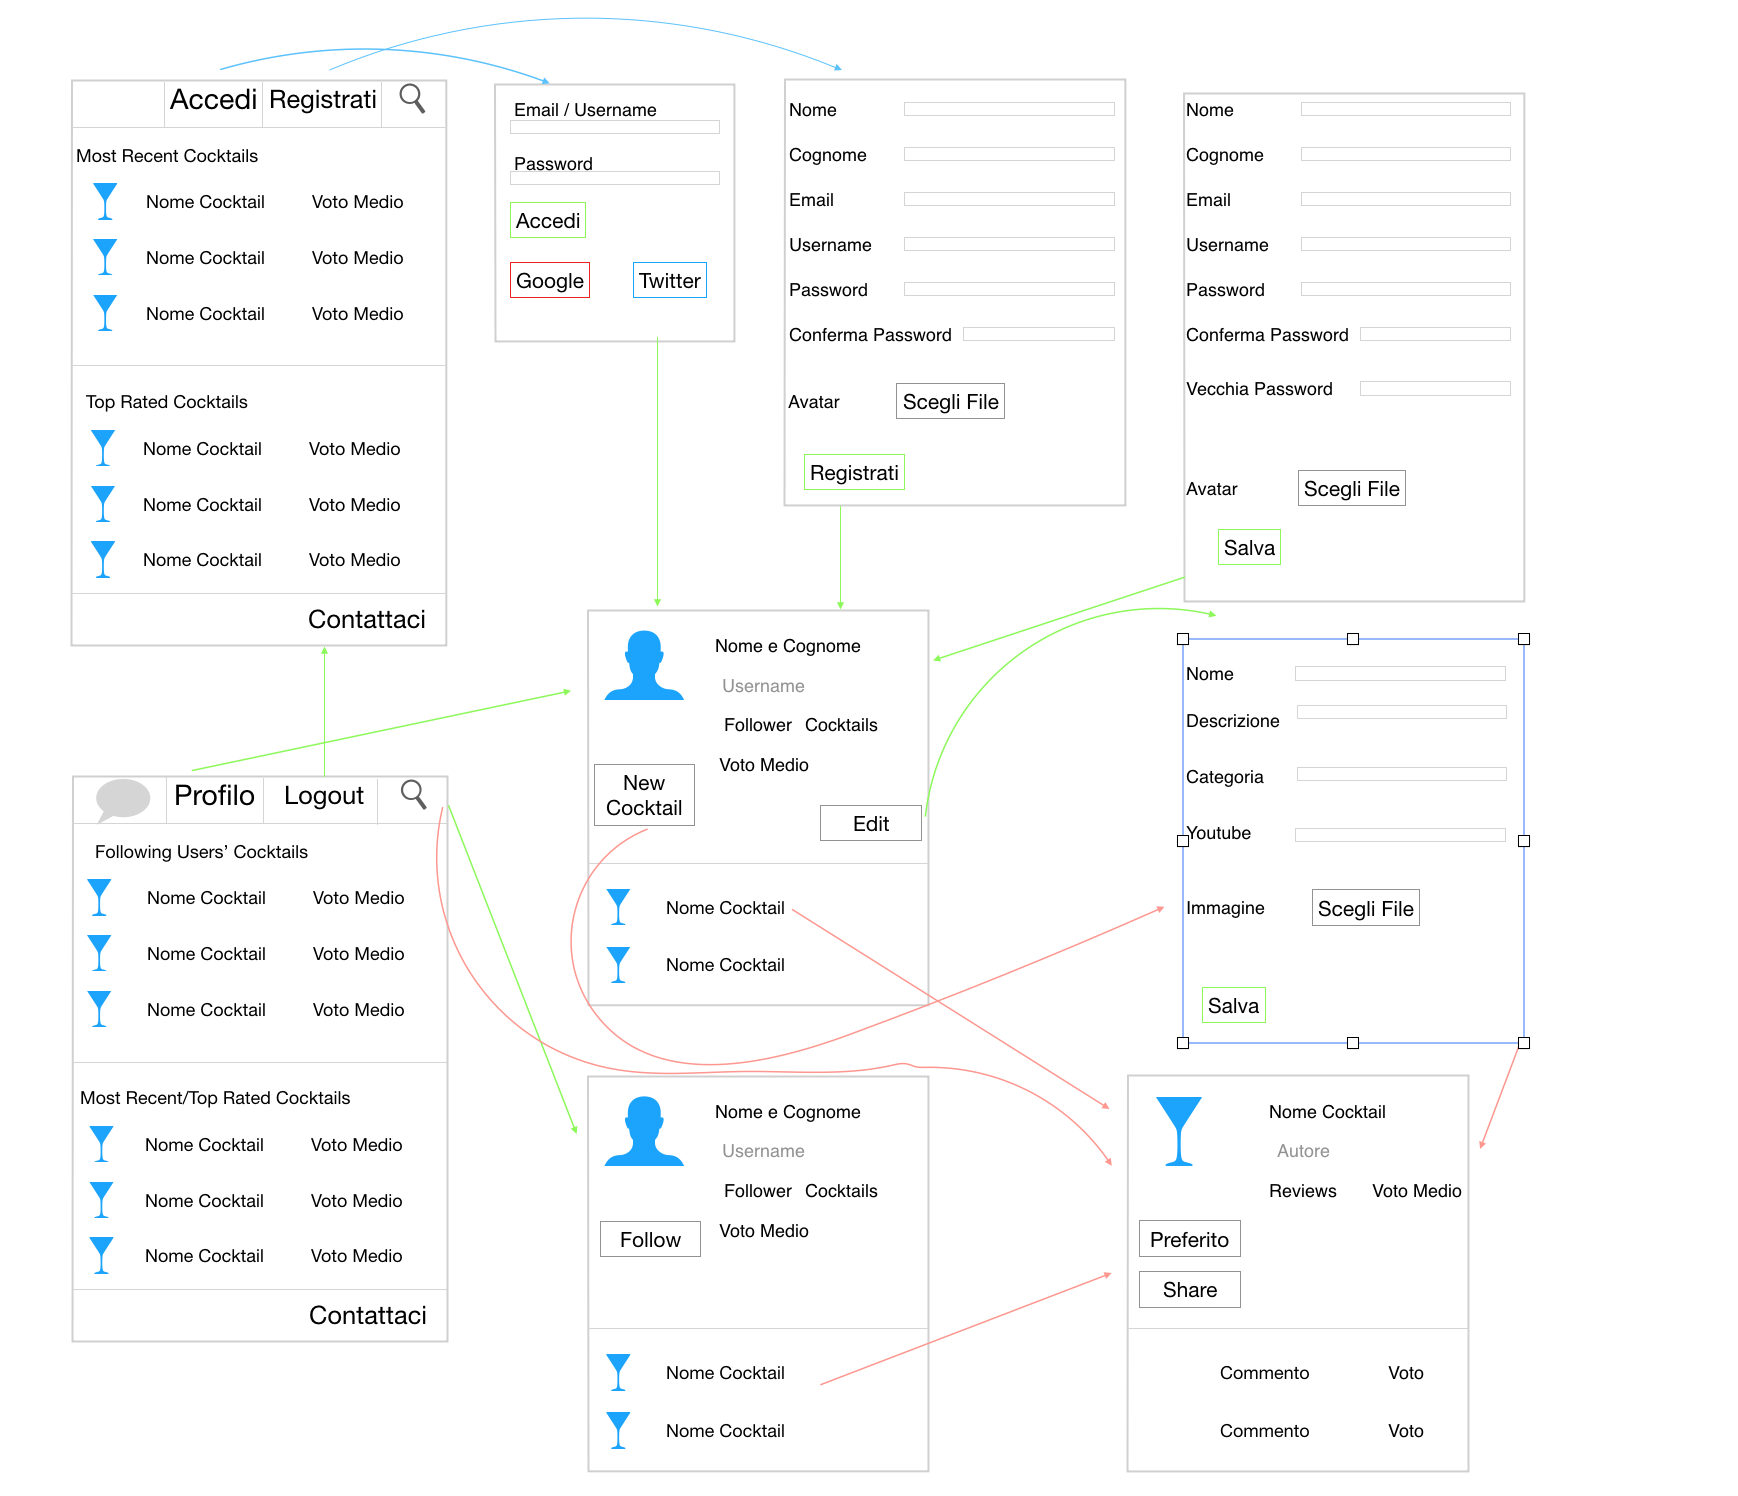 Accedi Registrati
Most Recent Cocktails
Nome Cocktail Voto Medio
Nome Cocktail Voto Medio
Nome Cocktail Voto Medio
Top Rated Cocktails
Nome Cocktail Voto Medio
Nome Cocktail Voto Medio
Nome Cocktail Voto Medio
Contattaci
Email / Username
Password
Accedi
Google Twitter
Nome
Cognome
Email
Username
Password
Conferma Password
Avatar Scegli File
Registrati
Nome
Cognome
Email
Username
Password
Conferma Password
Vecchia Password
Avatar Scegli File
Salva
Nome e Cognome
Username
Follower Cocktails
Voto Medio
New
Cocktail
Edit
Nome Cocktail
Nome Cocktail
Nome
Descrizione
Categoria
Youtube
Immagine Scegli File
Salva
Profilo Logout
Following Users’ Cocktails
Nome Cocktail Voto Medio
Nome Cocktail Voto Medio
Nome Cocktail Voto Medio
Most Recent/Top Rated Cocktails
Nome Cocktail Voto Medio
Nome Cocktail Voto Medio
Nome Cocktail Voto Medio
Contattaci
Nome e Cognome
Username
Follower Cocktails
Voto Medio
Follow
Nome Cocktail
Nome Cocktail
Nome Cocktail
Autore
Reviews Voto Medio
Preferito
Share
Commento Voto
Commento Voto